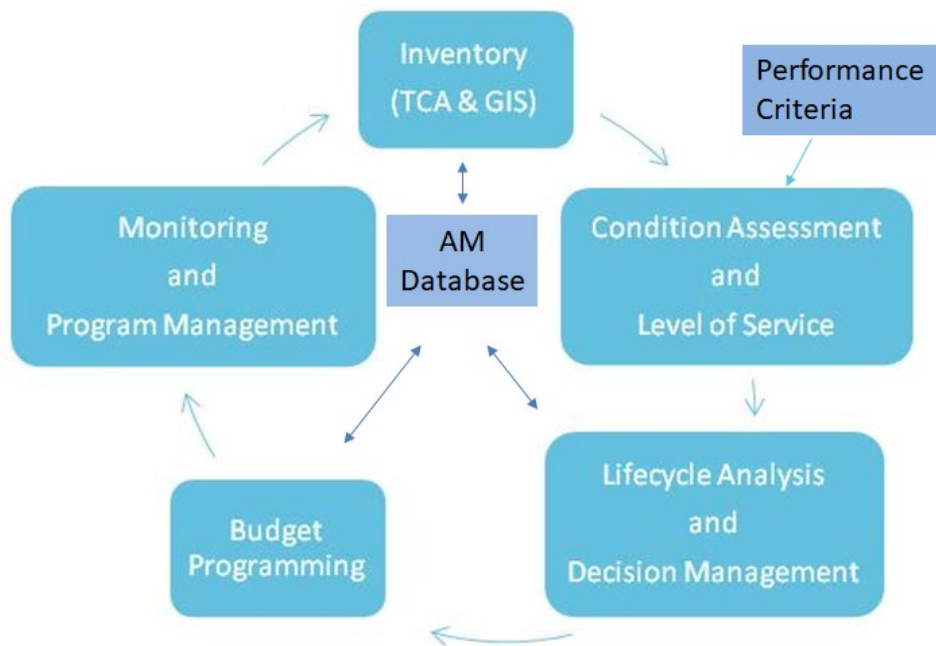 Inventory
(TCA & GIS)
Performance
Criteria
Monitoring
and
Program Management
AM
Database
Condition Assessment
and
Level of Service
Budget
Programming
Lifecycle Analysis
and
Decision Management